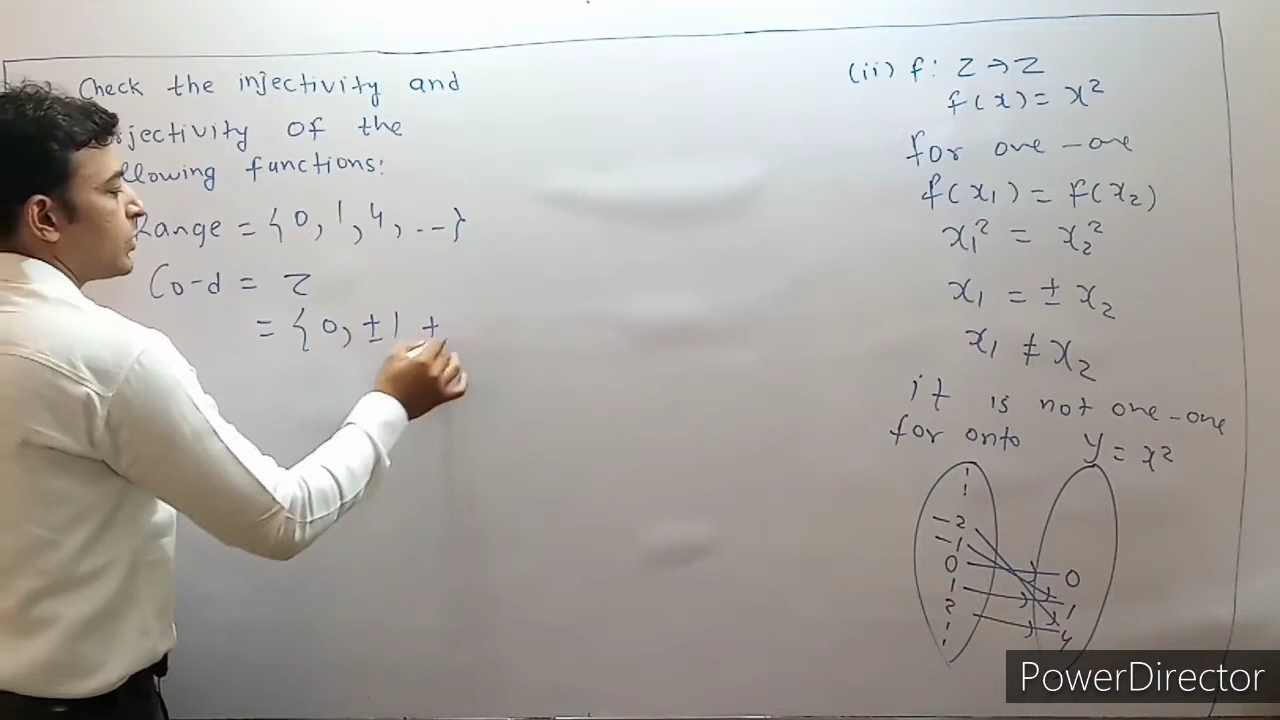 Check the injectivity and
jectivity of the
llowing functions:
Range = {0, 1, 4, ---}
Co-d = Z
= {0, ±1 +
(ii) f: Z → Z
f(x) = x²
for one-one
f(x₁) = f(x₂)
x₁² = x₂²
x₁ = ± x₂
x₁ ≠ x₂
it is not one-one
for onto y = x²
-2
-1
0
1
2
0
1
4
PowerDirector